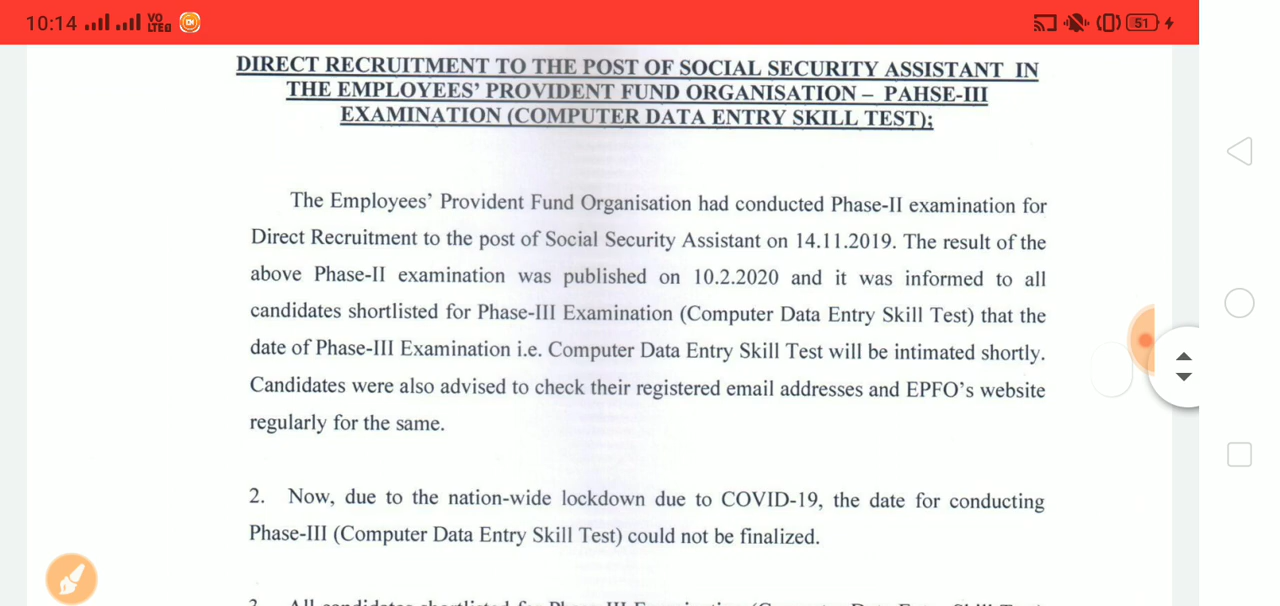 10:14 VO LTE 51
DIRECT RECRUITMENT TO THE POST OF SOCIAL SECURITY ASSISTANT IN
THE EMPLOYEES' PROVIDENT FUND ORGANISATION – PAHSE-III
EXAMINATION (COMPUTER DATA ENTRY SKILL TEST);
The Employees' Provident Fund Organisation had conducted Phase-II examination for
Direct Recruitment to the post of Social Security Assistant on 14.11.2019. The result of the
above Phase-II examination was published on 10.2.2020 and it was informed to all
candidates shortlisted for Phase-III Examination (Computer Data Entry Skill Test) that the
date of Phase-III Examination i.e. Computer Data Entry Skill Test will be intimated shortly.
Candidates were also advised to check their registered email addresses and EPFO's website
regularly for the same.
2. Now, due to the nation-wide lockdown due to COVID-19, the date for conducting
Phase-III (Computer Data Entry Skill Test) could not be finalized.